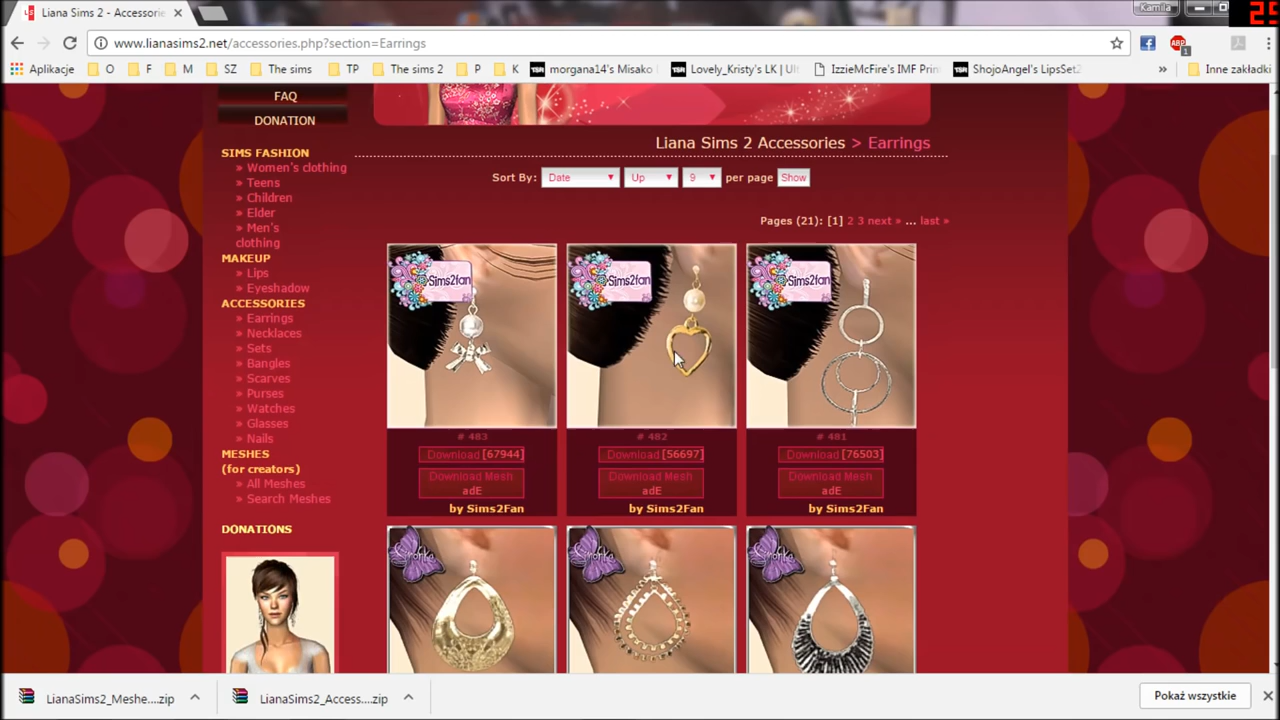 Liana Sims 2 - Accessorie
Kamila
25
www.lianasims2.net/accessories.php?section=Earrings
1
Aplikacje O F M SZ The sims TP The sims 2 P K morgana14's Misako Lovely_Kristy's LK | Ul IzzieMcFire's IMF Prin ShojoAngel's LipsSet2 » Inne zakładki
FAQ
DONATION
SIMS FASHION
» Women's clothing
» Teens
» Children
» Elder
» Men's
clothing
MAKEUP
» Lips
» Eyeshadow
ACCESSORIES
» Earrings
» Necklaces
» Sets
» Bangles
» Scarves
» Purses
» Watches
» Glasses
» Nails
MESHES
(for creators)
» All Meshes
» Search Meshes
DONATIONS
Liana Sims 2 Accessories > Earrings
Sort By: Date Up 9 per page Show
Pages (21): [1] 2 3 next » ... last »
Sims2fan Sims2fan Sims2fan
# 483 # 482 # 481
Download [67944] Download [56697] Download [76503]
Download Mesh Download Mesh Download Mesh
adE adE adE
by Sims2Fan by Sims2Fan by Sims2Fan
LianaSims2_Meshe....zip LianaSims2_Access....zip Pokaż wszystkie